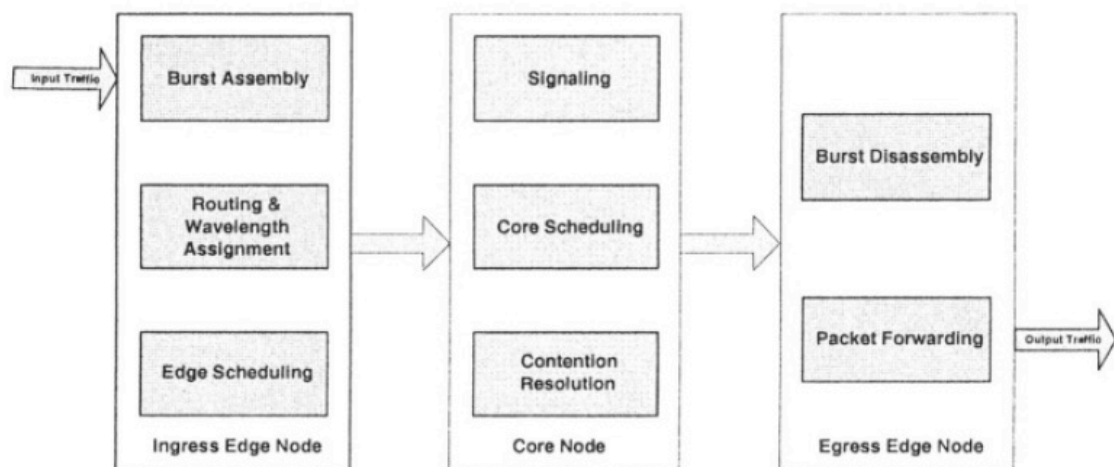 Input Traffic
Burst Assembly
Routing &
Wavelength
Assignment
Edge Scheduling
Ingress Edge Node
Signaling
Core Scheduling
Contention
Resolution
Core Node
Burst Disassembly
Packet Forwarding
Egress Edge Node
Output Traffic